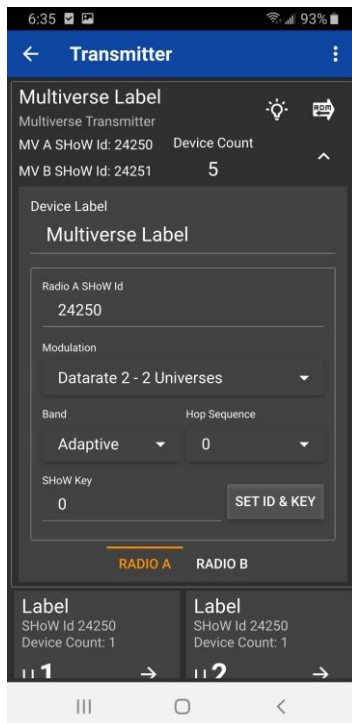 6:35 93%
Transmitter
Multiverse Label
Multiverse Transmitter
MV A SHoW Id: 24250 Device Count
MV B SHoW Id: 24251 5
Device Label
Multiverse Label
Radio A SHoW Id
24250
Modulation
Datarate 2 - 2 Universes
Band Hop Sequence
Adaptive 0
SHoW Key
0 SET ID & KEY
RADIO A RADIO B
Label Label
SHoW Id 24250 SHoW Id 24250
Device Count: 1 Device Count: 1
U1 U2